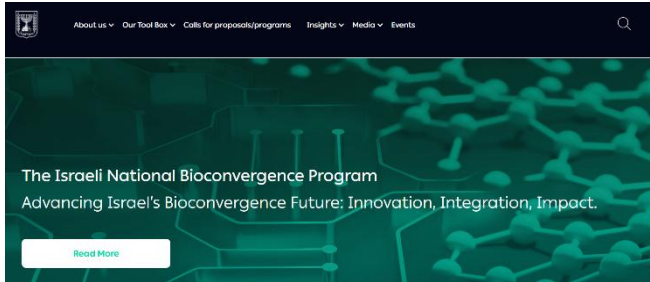 About us Our Tool Box Calls for proposals/programs Insights Media Events
The Israeli National Bioconvergence Program
Advancing Israel's Bioconvergence Future: Innovation, Integration, Impact.
Read More